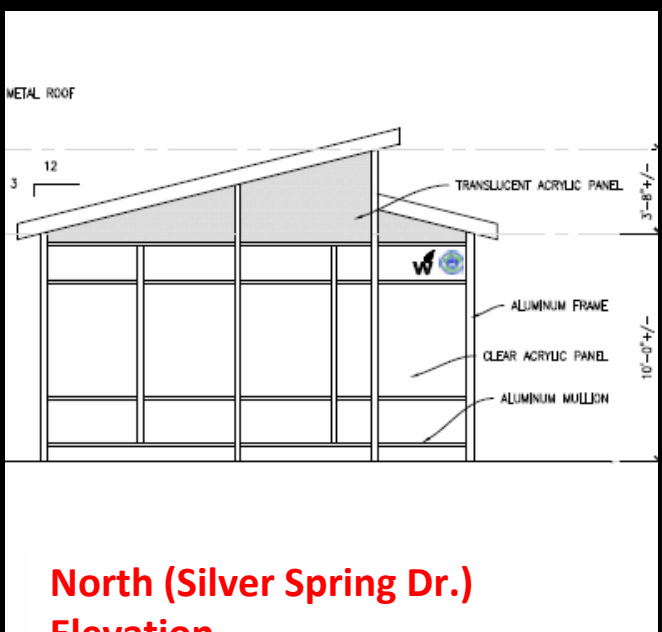 METAL ROOF
12
3
TRANSLUCENT ACRYLIC PANEL
3'-8"+/-
W
ALUMINUM FRAME
CLEAR ACRYLIC PANEL
10'-0"+/-
ALUMINUM MULLION
North (Silver Spring Dr.)
Elevation